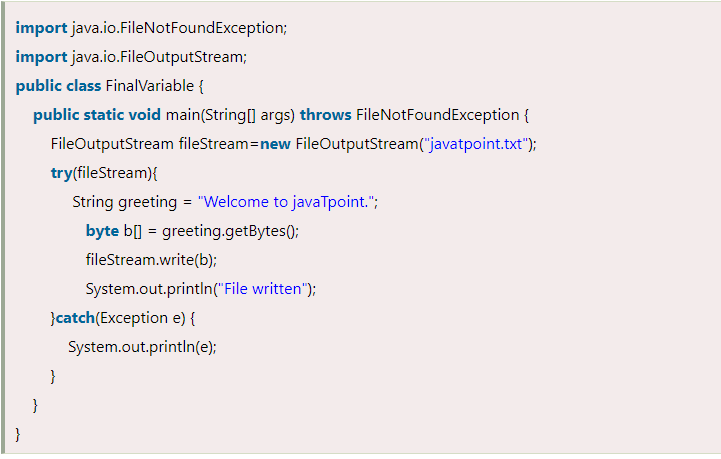 import java.io.FileNotFoundException;
import java.io.FileOutputStream;
public class FinalVariable {
public static void main(String[] args) throws FileNotFoundException {
FileOutputStream fileStream=new FileOutputStream("javatpoint.txt");
try(fileStream){
String greeting = "Welcome to javaTpoint.";
byte b[] = greeting.getBytes();
fileStream.write(b);
System.out.println("File written");
}catch(Exception e) {
System.out.println(e);
}
}
}